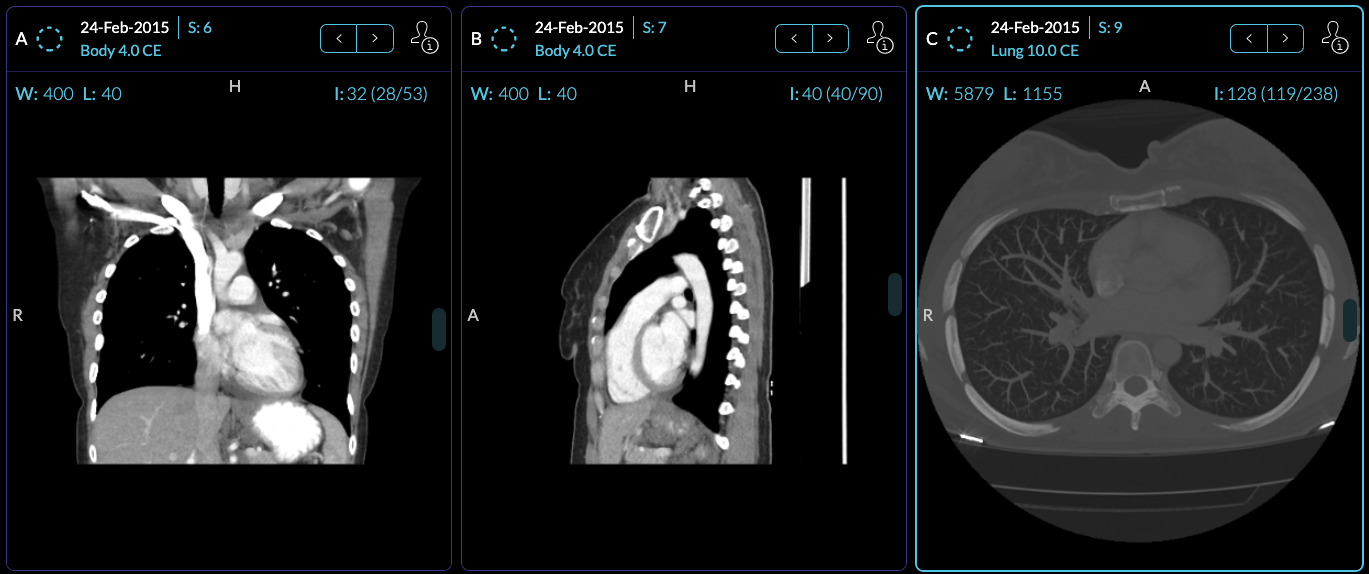 A 24-Feb-2015 S: 6
Body 4.0 CE
< >
i
W: 400 L: 40 H I: 32 (28/53)
R
B 24-Feb-2015 S: 7
Body 4.0 CE
< >
i
W: 400 L: 40 H I: 40 (40/90)
A
C 24-Feb-2015 S: 9
Lung 10.0 CE
< >
i
W: 5879 L: 1155 A I: 128 (119/238)
R